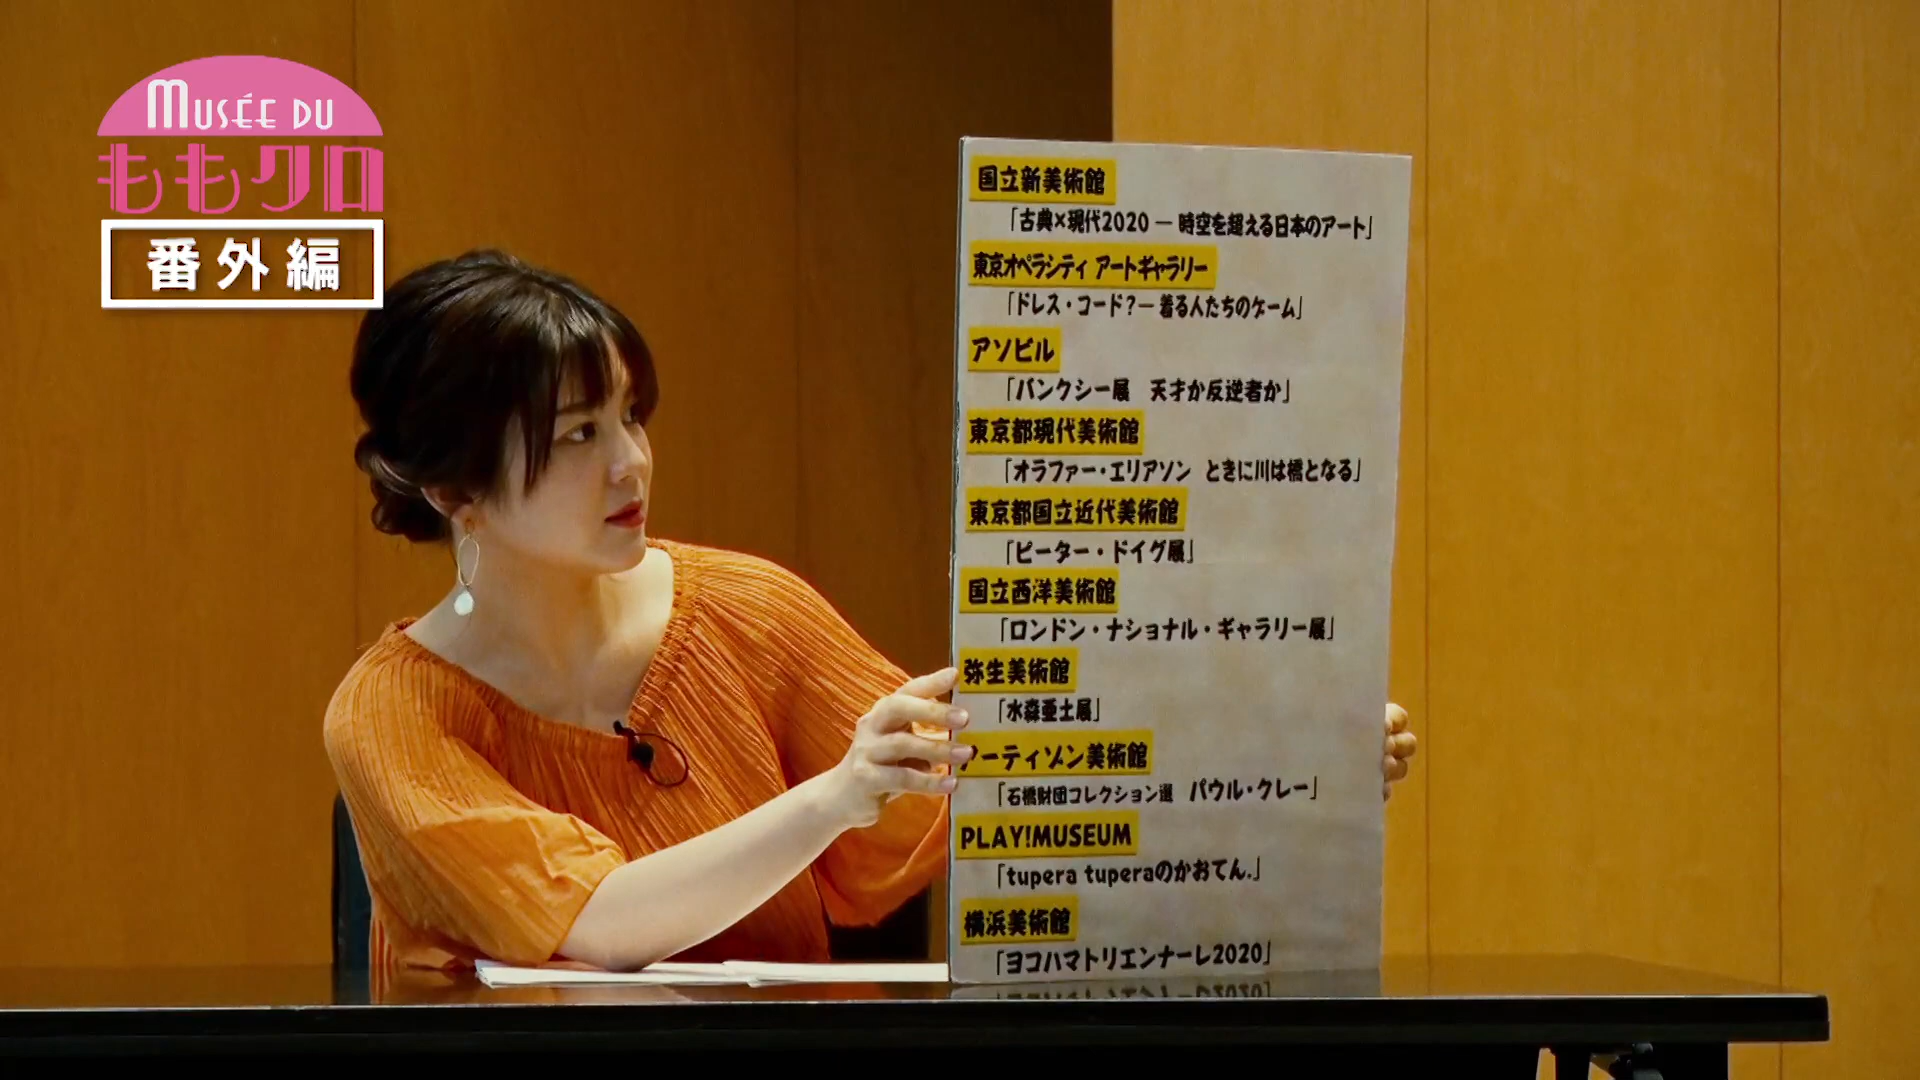 MUSÉE DU
ももクロ
番外編
国立新美術館
「古典×現代2020 ― 時空を超える日本のアート」
東京オペラシティ アートギャラリー
「ドレス・コード?― 着る人たちのゲーム」
アソビル
「バンクシー展 天才か反逆者か」
東京都現代美術館
「オラファー・エリアソン ときに川は橋となる」
東京都国立近代美術館
「ピーター・ドイグ展」
国立西洋美術館
「ロンドン・ナショナル・ギャラリー展」
弥生美術館
「水森亜土展」
アーティゾン美術館
「石橋財団コレクション選 パウル・クレー」
PLAY!MUSEUM
「tupera tuperaのかおてん.」
横浜美術館
「ヨコハマトリエンナーレ2020」